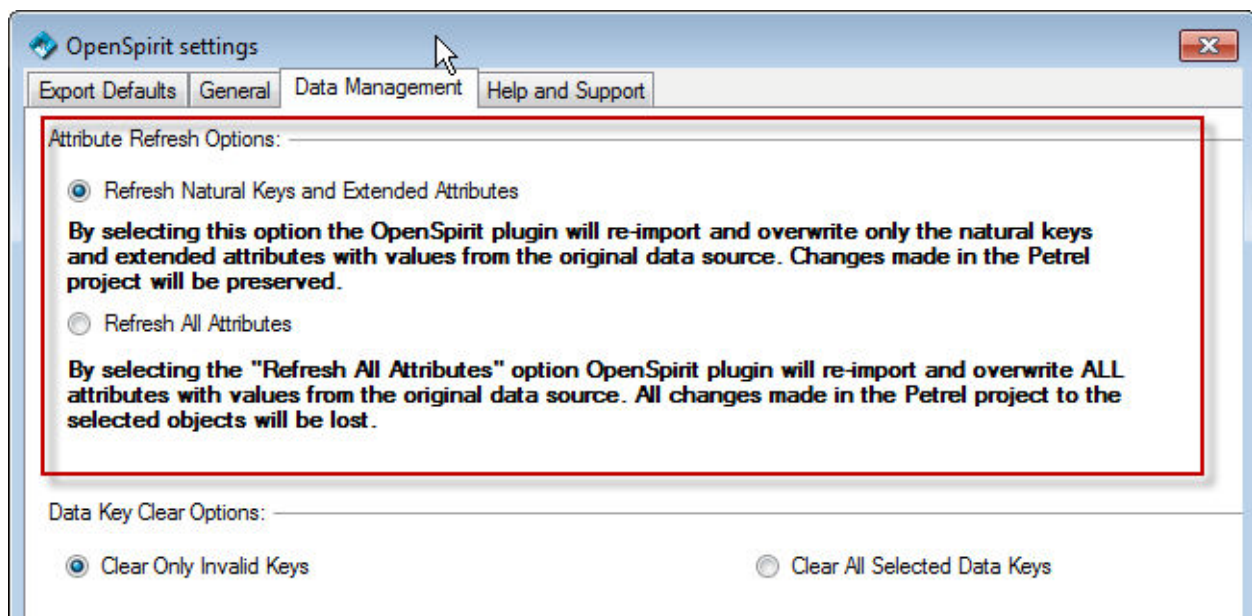 OpenSpirit settings
Export Defaults General Data Management Help and Support
Attribute Refresh Options:
Refresh Natural Keys and Extended Attributes
By selecting this option the OpenSpirit plugin will re-import and overwrite only the natural keys
and extended attributes with values from the original data source. Changes made in the Petrel
project will be preserved.
Refresh All Attributes
By selecting the "Refresh All Attributes" option OpenSpirit plugin will re-import and overwrite ALL
attributes with values from the original data source. All changes made in the Petrel project to the
selected objects will be lost.
Data Key Clear Options:
Clear Only Invalid Keys Clear All Selected Data Keys